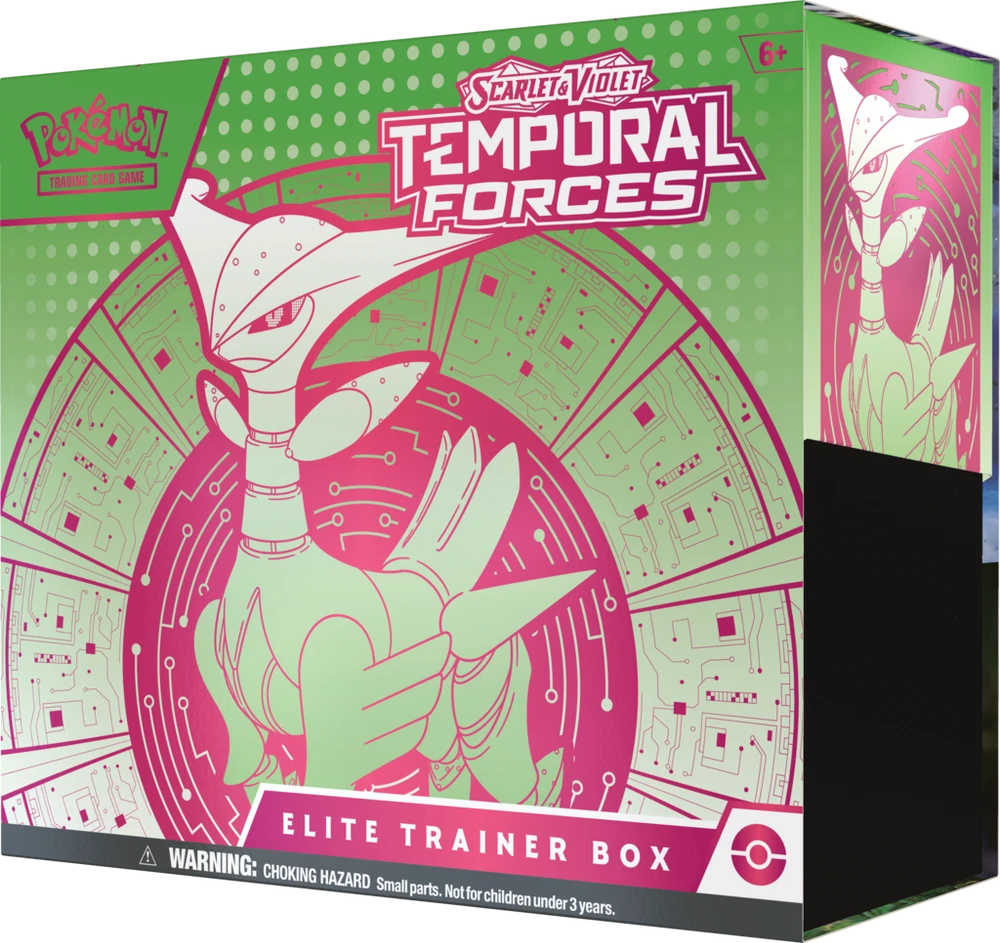 POKéMON™
TRADING CARD GAME
6+
SCARLET & VIOLET
TEMPORAL
FORCES
ELITE TRAINER BOX
WARNING: CHOKING HAZARD Small parts. Not for children under 3 years.